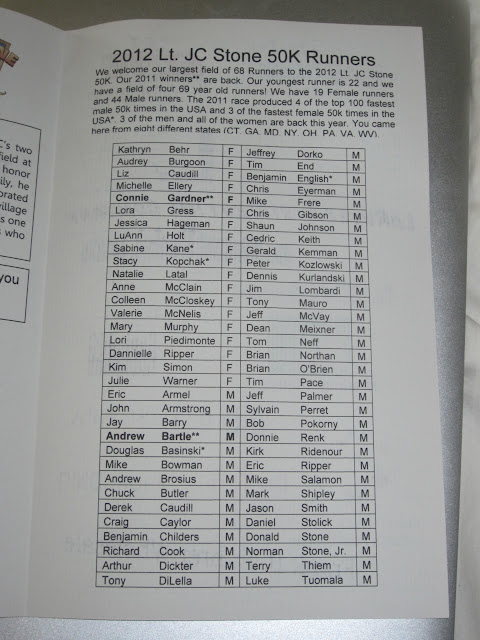 2012 Lt. JC Stone 50K Runners
We welcome our largest field of 68 Runners to the 2012 Lt. JC Stone
50K. Our 2011 winners** are back. Our youngest runner is 22 and we
have a field of four 69 year old runners! We have 19 Female runners
and 44 Male runners. The 2011 race produced 4 of the top 100 fastest
male 50k times in the USA and 3 of the fastest female 50k times in the
USA*. 3 of the men and all of the women are back this year. You came
here from eight different states (CT, GA, MD, NY, OH, PA, VA, WV).
Kathryn Behr F Jeffrey Dorko M
Audrey Burgoon F Tim End M
Liz Caudill F Benjamin English* M
Michelle Ellery F Chris Eyerman M
Connie Gardner** F Mike Frere M
Lora Gress F Chris Gibson M
Jessica Hageman F Shaun Johnson M
LuAnn Holt F Cedric Keith M
Sabine Kane* F Gerald Kemman M
Stacy Kopchak* F Peter Kozlowski M
Natalie Latal F Dennis Kurlandski M
Anne McClain F Jim Lombardi M
Colleen McCloskey F Tony Mauro M
Valerie McNelis F Jeff McVay M
Mary Murphy F Dean Meixner M
Lori Piedimonte F Tom Neff M
Dannielle Ripper F Brian Northan M
Kim Simon F Brian O'Brien M
Julie Warner F Tim Pace M
Eric Armel M Jeff Palmer M
John Armstrong M Sylvain Perret M
Jay Barry M Bob Pokorny M
Andrew Bartle** M Donnie Renk M
Douglas Basinski* M Kirk Ridenour M
Mike Bowman M Eric Ripper M
Andrew Brosius M Mike Salamon M
Chuck Butler M Mark Shipley M
Derek Caudill M Jason Smith M
Craig Caylor M Daniel Stolick M
Benjamin Childers M Donald Stone M
Richard Cook M Norman Stone, Jr. M
Arthur Dickter M Terry Thiem M
Tony DiLella M Luke Tuomala M
C's two
field at
honor
ily, he
orated
village
s one
s who
you